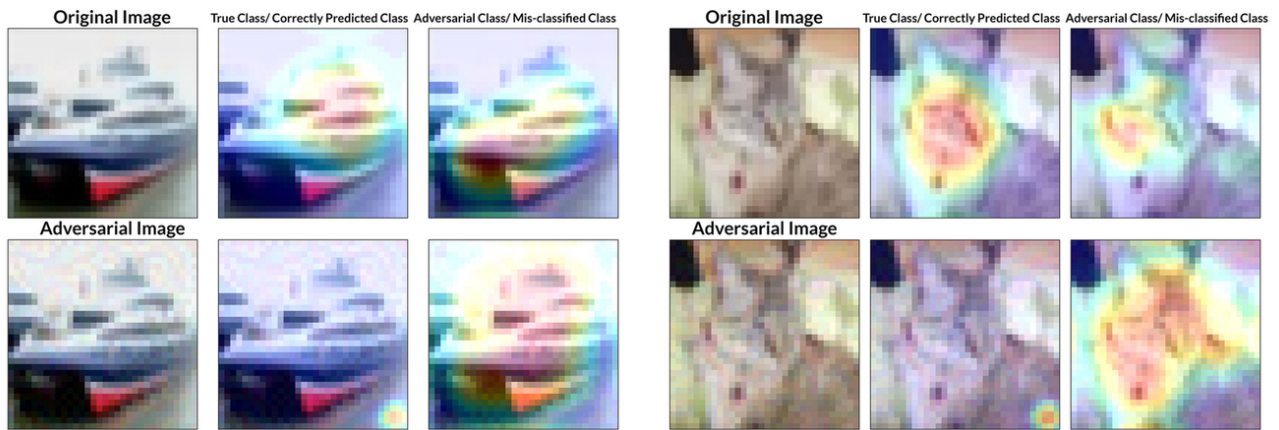 Original Image
True Class/ Correctly Predicted Class
Adversarial Class/ Mis-classified Class
Original Image
True Class/ Correctly Predicted Class
Adversarial Class/ Mis-classified Class
Adversarial Image
Adversarial Image